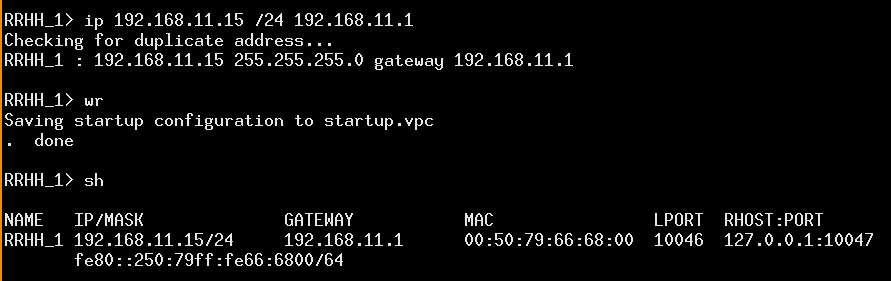 RRHH_1> ip 192.168.11.15 /24 192.168.11.1
Checking for duplicate address...
RRHH_1 : 192.168.11.15 255.255.255.0 gateway 192.168.11.1
RRHH_1> wr
Saving startup configuration to startup.vpc
.  done
RRHH_1> sh
NAME   IP/MASK              GATEWAY           MAC                LPORT  RHOST:PORT
RRHH_1 192.168.11.15/24     192.168.11.1      00:50:79:66:68:00  10046  127.0.0.1:10047
       fe80::250:79ff:fe66:6800/64